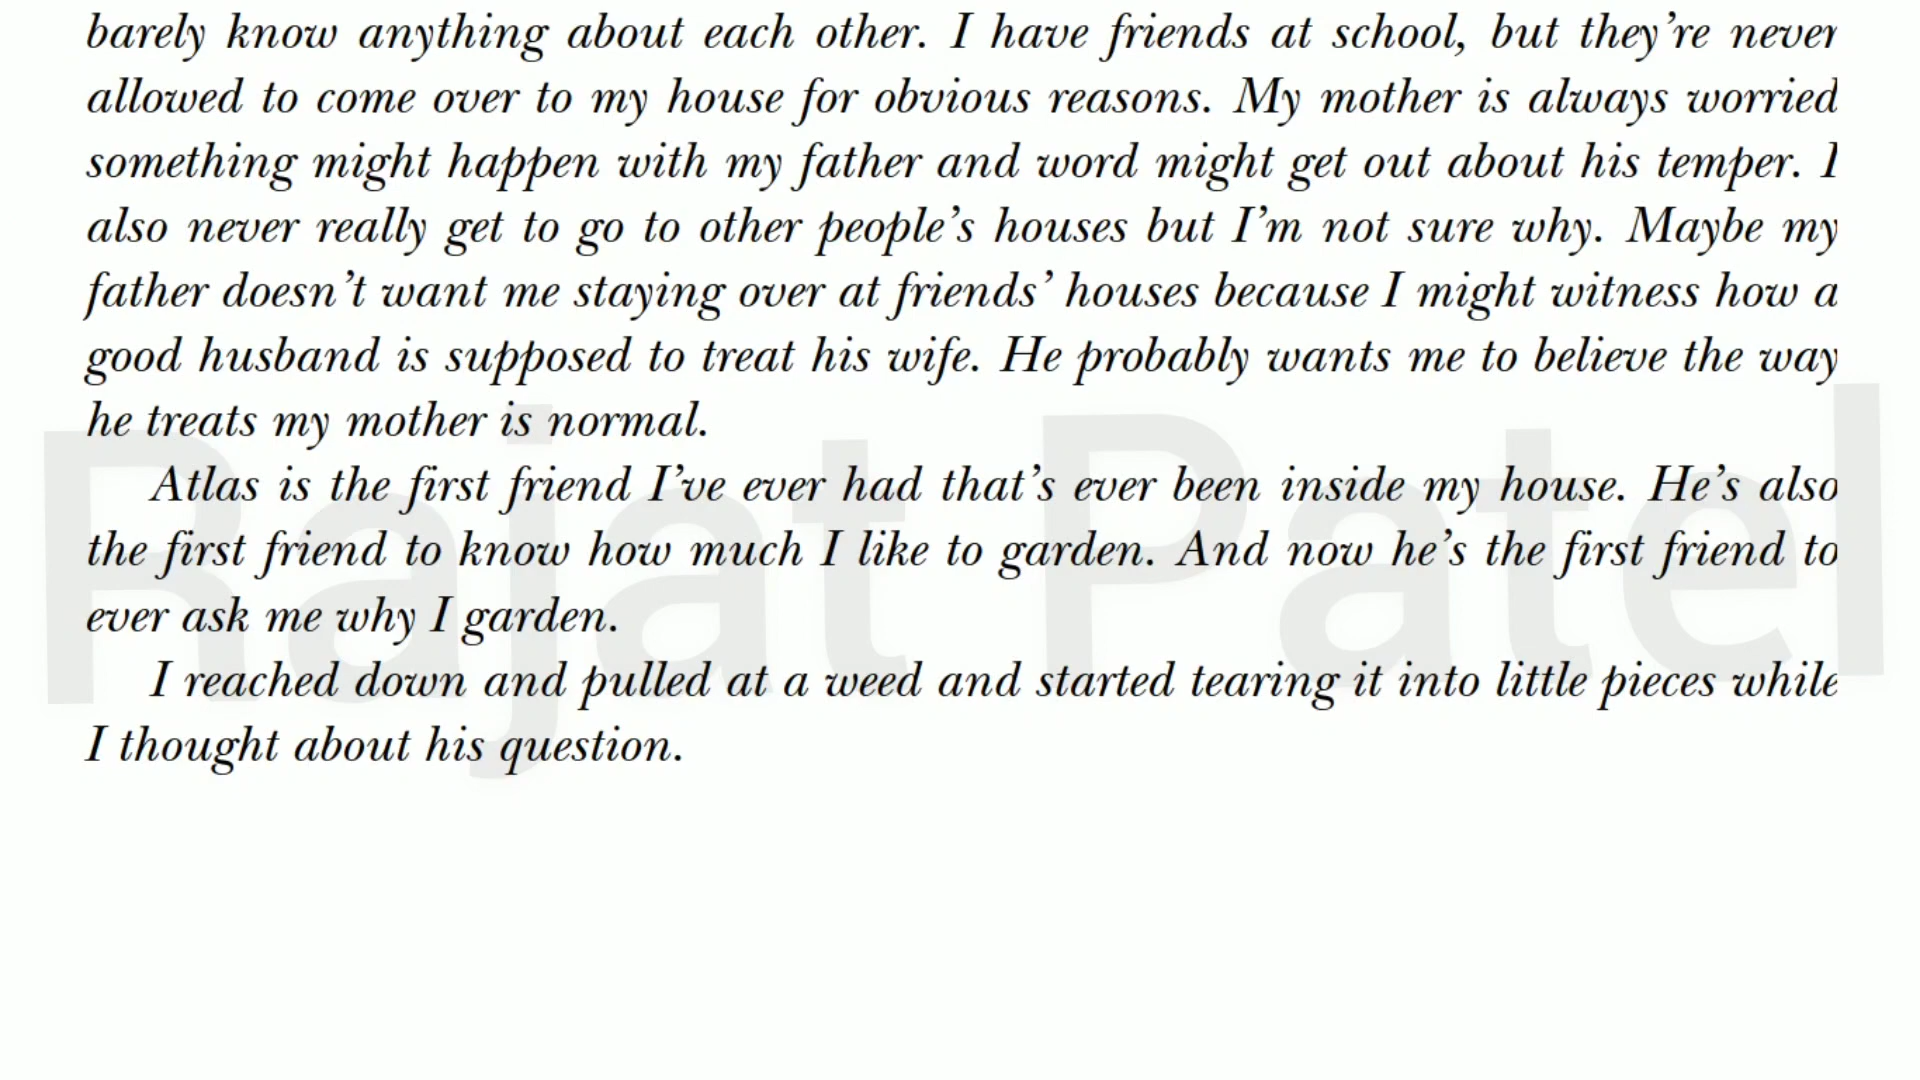 barely know anything about each other. I have friends at school, but they’re never
allowed to come over to my house for obvious reasons. My mother is always worried
something might happen with my father and word might get out about his temper. I
also never really get to go to other people’s houses but I’m not sure why. Maybe my
father doesn’t want me staying over at friends’ houses because I might witness how a
good husband is supposed to treat his wife. He probably wants me to believe the way
he treats my mother is normal.
Atlas is the first friend I’ve ever had that’s ever been inside my house. He’s also
the first friend to know how much I like to garden. And now he’s the first friend to
ever ask me why I garden.
I reached down and pulled at a weed and started tearing it into little pieces while
I thought about his question.
Rajat Patel